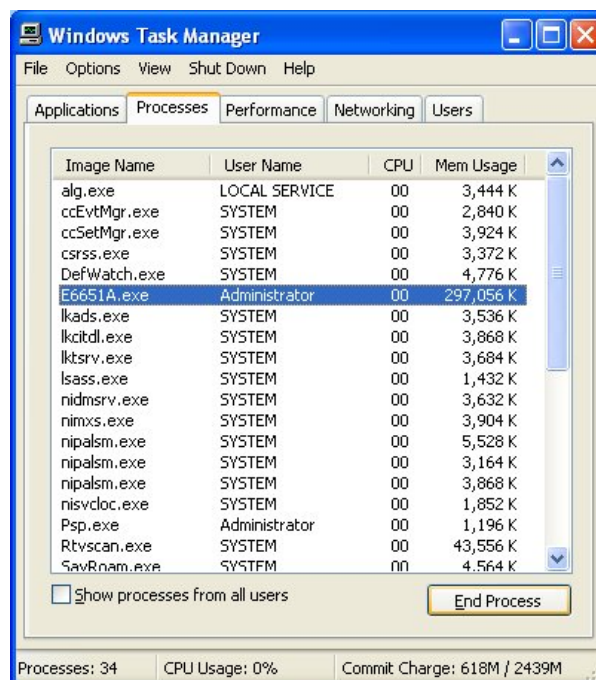 Windows Task Manager
File Options View Shut Down Help
Applications Processes Performance Networking Users
Image Name User Name CPU Mem Usage
alg.exe LOCAL SERVICE 00 3,444 K
ccEvtMgr.exe SYSTEM 00 2,840 K
ccSetMgr.exe SYSTEM 00 3,924 K
csrss.exe SYSTEM 00 3,372 K
DefWatch.exe SYSTEM 00 4,776 K
E6651A.exe Administrator 00 297,056 K
lkads.exe SYSTEM 00 3,536 K
lkcitdl.exe SYSTEM 00 3,868 K
lktsrv.exe SYSTEM 00 3,684 K
lsass.exe SYSTEM 00 1,432 K
nidmsrv.exe SYSTEM 00 3,632 K
nimxs.exe SYSTEM 00 3,904 K
nipalsm.exe SYSTEM 00 5,528 K
nipalsm.exe SYSTEM 00 3,164 K
nipalsm.exe SYSTEM 00 3,868 K
nisvcloc.exe SYSTEM 00 1,852 K
Psp.exe Administrator 00 1,196 K
Rtvscan.exe SYSTEM 00 43,556 K
SavRoam.exe SYSTEM 00 4,564 K
Show processes from all users
End Process
Processes: 34 CPU Usage: 0% Commit Charge: 618M / 2439M